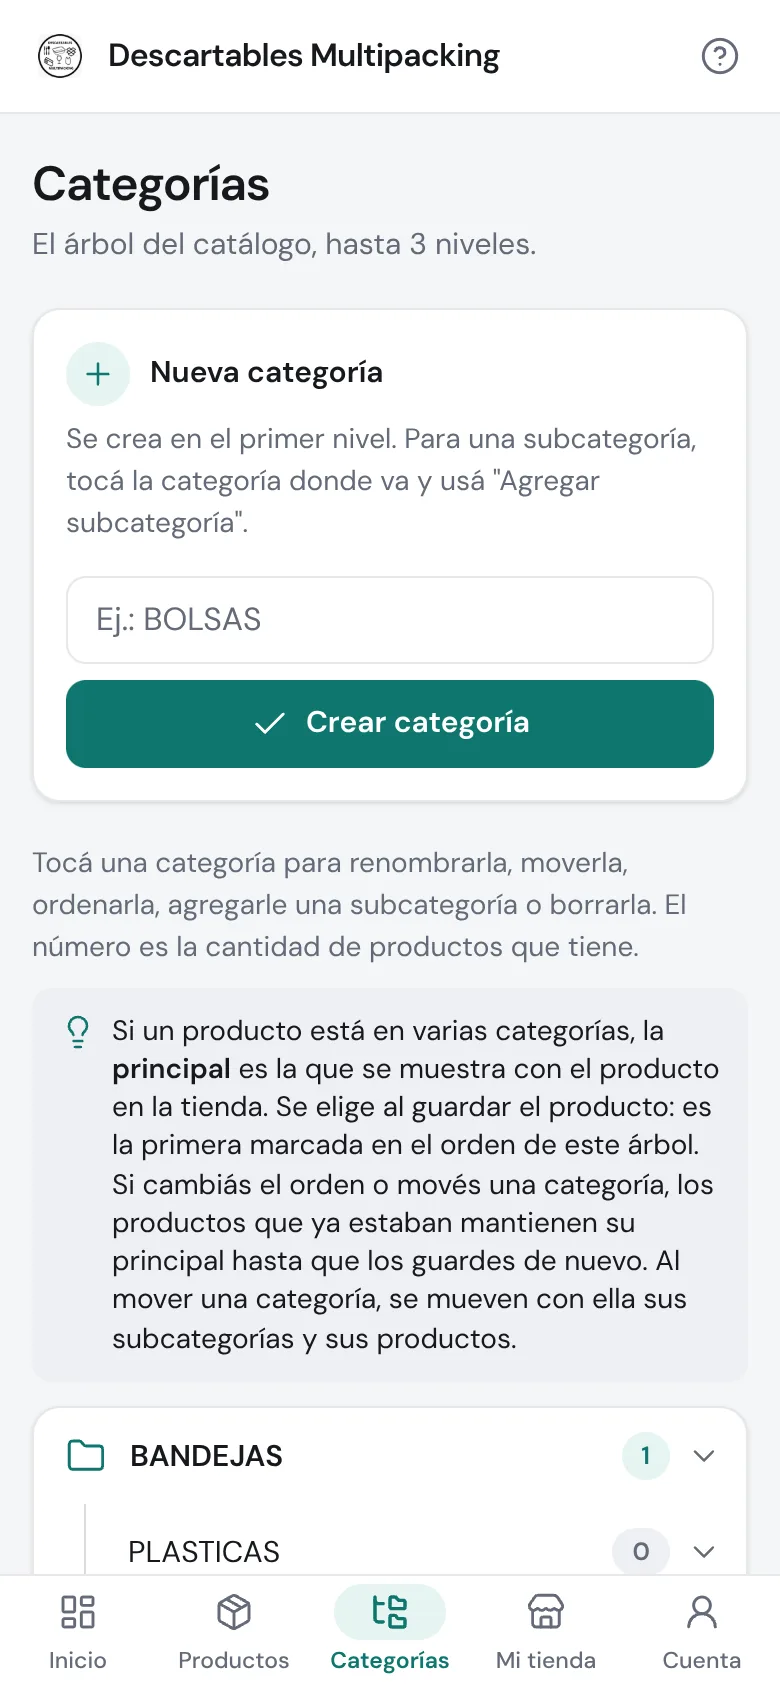 Descartables Multipacking
Categorías
El árbol del catálogo, hasta 3 niveles.
Nueva categoría
Se crea en el primer nivel. Para una subcategoría,
tocá la categoría donde va y usá "Agregar
subcategoría".
Ej.: BOLSAS
Crear categoría
Tocá una categoría para renombrarla, moverla,
ordenarla, agregarle una subcategoría o borrarla. El
número es la cantidad de productos que tiene.
Si un producto está en varias categorías, la
principal es la que se muestra con el producto
en la tienda. Se elige al guardar el producto: es
la primera marcada en el orden de este árbol.
Si cambiás el orden o movés una categoría, los
productos que ya estaban mantienen su
principal hasta que los guardes de nuevo. Al
mover una categoría, se mueven con ella sus
subcategorías y sus productos.
BANDEJAS 1
PLASTICAS 0
Inicio Productos Categorías Mi tienda Cuenta